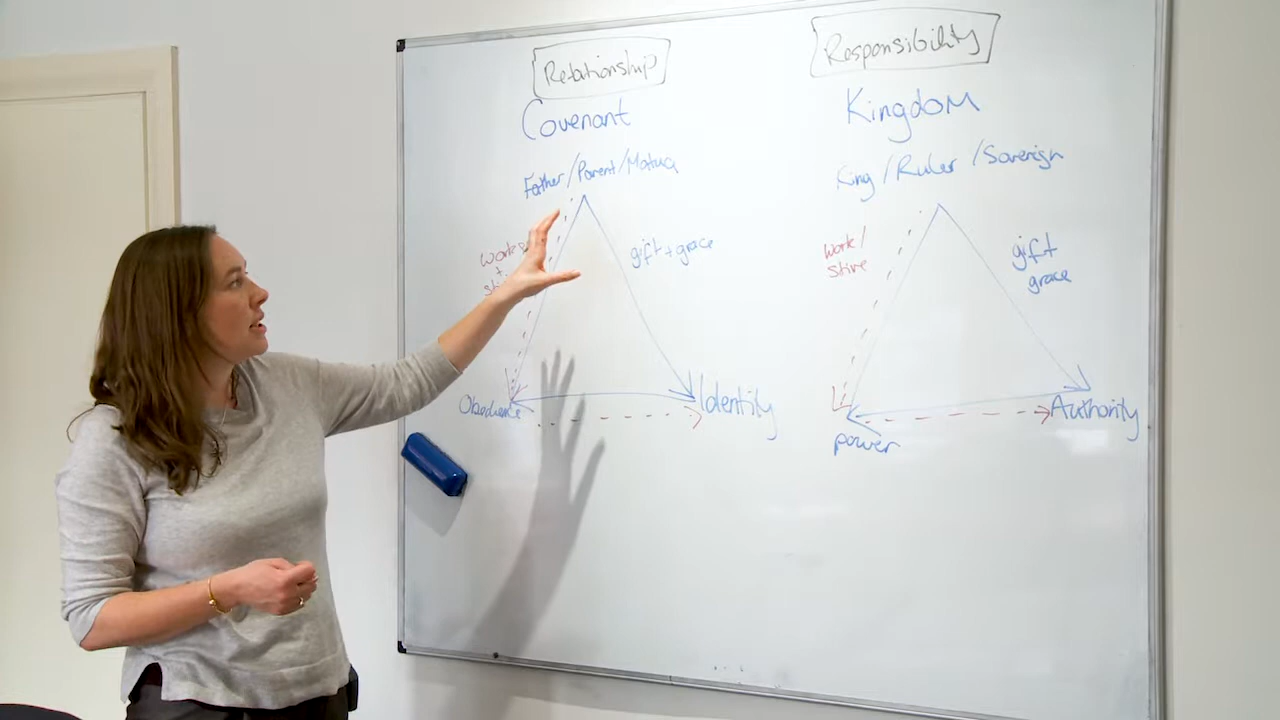 Relationship
Covenant
Father/Parent/Matua
gift + grace
Obedience
Identity
Responsibility
Kingdom
King/Ruler/Soverign
work/
strive
gift +
grace
power
Authority